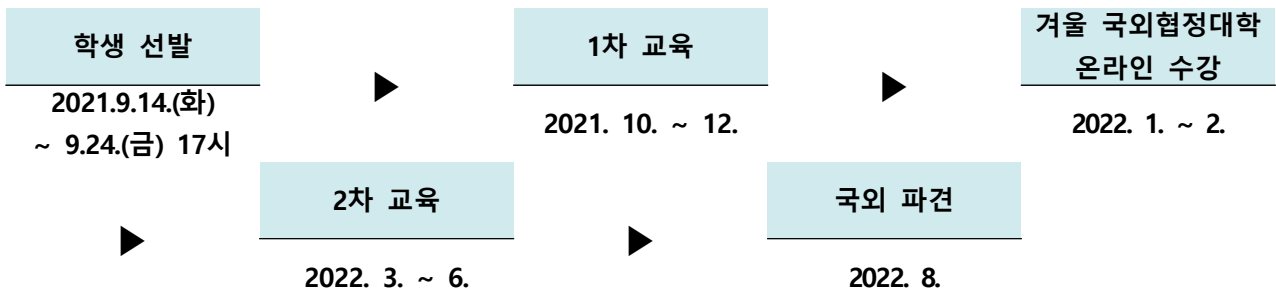 학생 선발
▶
1차 교육
▶
겨울 국외협정대학
온라인 수강
2021.9.14.(화)
~ 9.24.(금) 17시
2021. 10. ~ 12.
2022. 1. ~ 2.
▶
2차 교육
▶
국외 파견
2022. 3. ~ 6.
2022. 8.